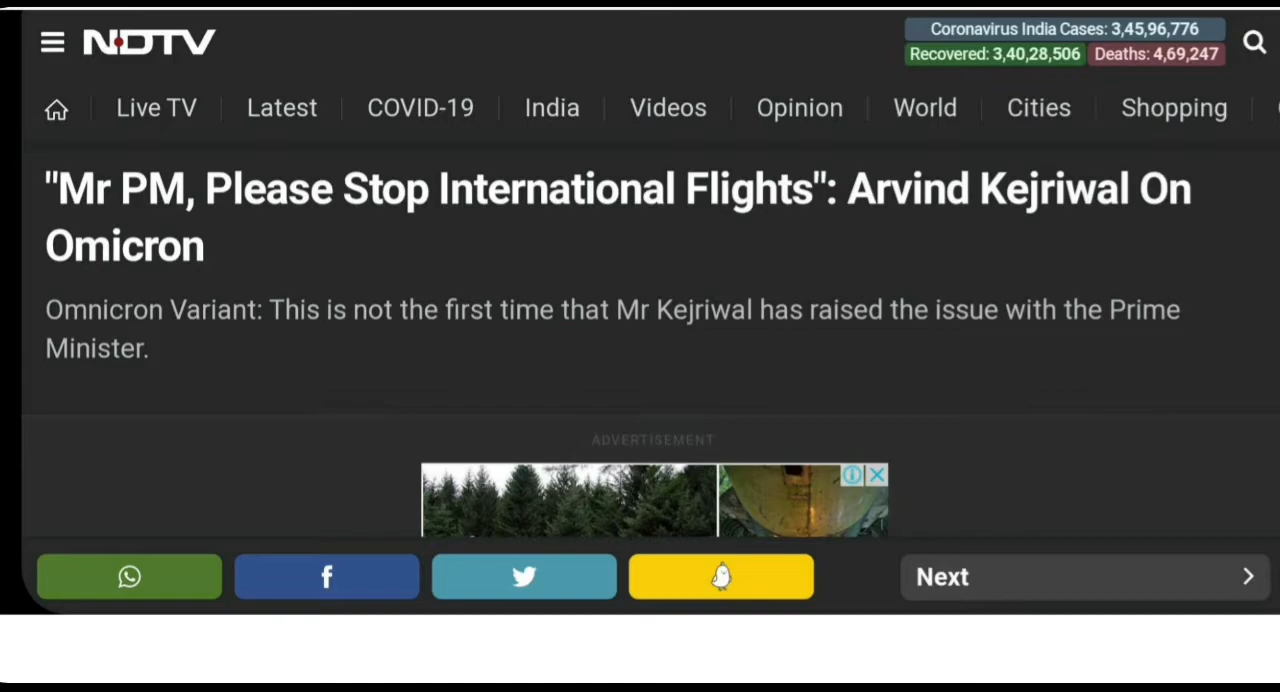 NDTV
Coronavirus India Cases: 3,45,96,776
Recovered: 3,40,28,506 Deaths: 4,69,247
Live TV Latest COVID-19 India Videos Opinion World Cities Shopping
"Mr PM, Please Stop International Flights": Arvind Kejriwal On
Omicron
Omnicron Variant: This is not the first time that Mr Kejriwal has raised the issue with the Prime
Minister.
ADVERTISEMENT
Next